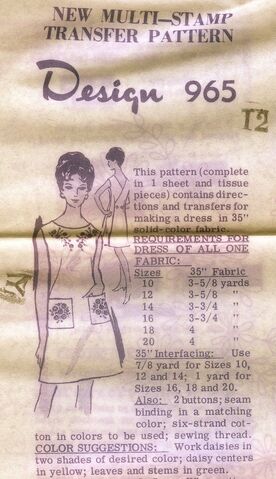 NEW MULTI-STAMP
TRANSFER PATTERN
Design 965
12
This pattern (complete
in 1 sheet and tissue
pieces) contains direc-
tions and transfers for
making a dress in 35"
solid-color fabric.
REQUIREMENTS FOR
DRESS OF ALL ONE
FABRIC:
Sizes 35" Fabric
10 3-5/8 yards
12 3-5/8 "
14 3-3/4 "
16 3-3/4 "
18 4 "
20 4 "
35" Interfacing: Use
7/8 yard for Sizes 10,
12 and 14; 1 yard for
Sizes 16, 18 and 20.
Also: 2 buttons; seam
binding in a matching
color; six-strand cot-
ton in colors to be used; sewing thread.
COLOR SUGGESTIONS: Work daisies in
two shades of desired color; daisy centers
in yellow; leaves and stems in green.